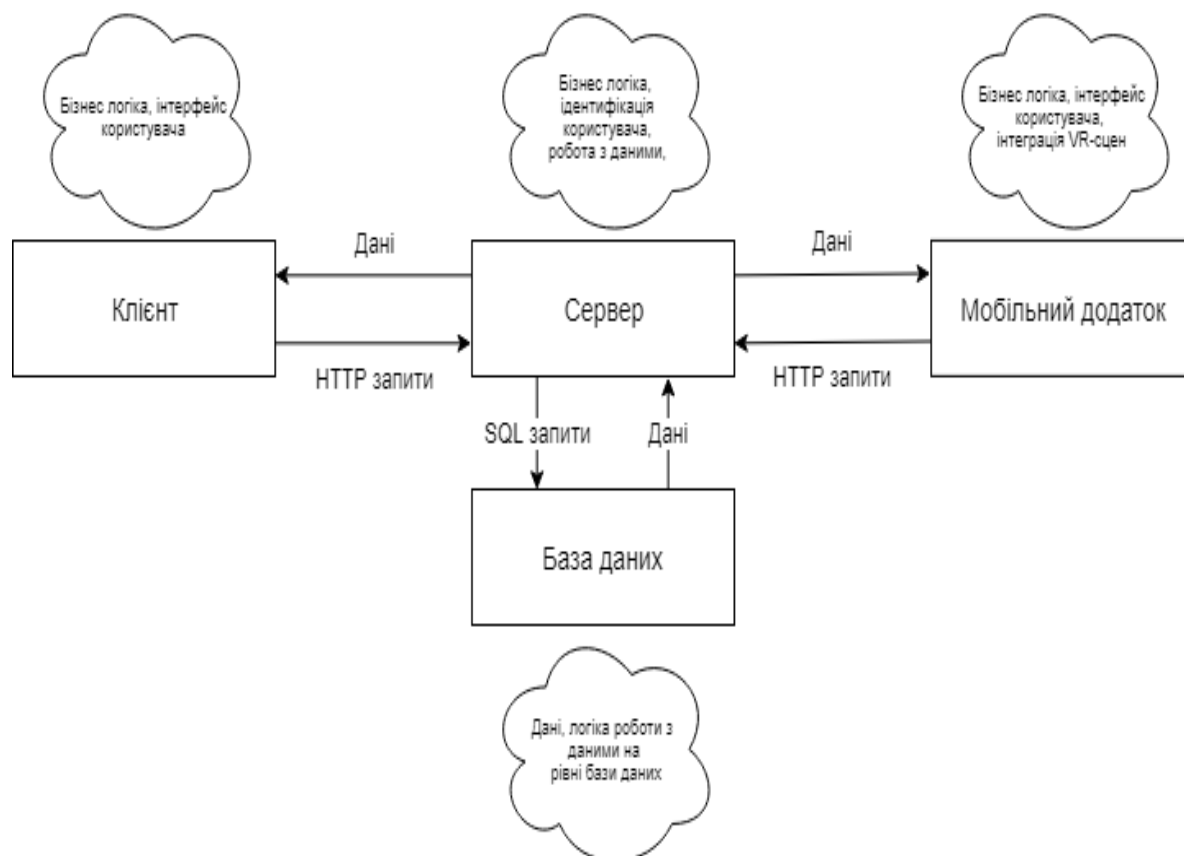 Бізнес логіка, інтерфейс
користувача
Бізнес логіка,
ідентифікація
користувача,
робота з даними,
Бізнес логіка, інтерфейс
користувача,
інтеграція VR-сцен
Дані
Дані
Клієнт
Сервер
Мобільний додаток
HTTP запити
HTTP запити
SQL запити
Дані
База даних
Дані, логіка роботи з
даними на
рівні бази даних